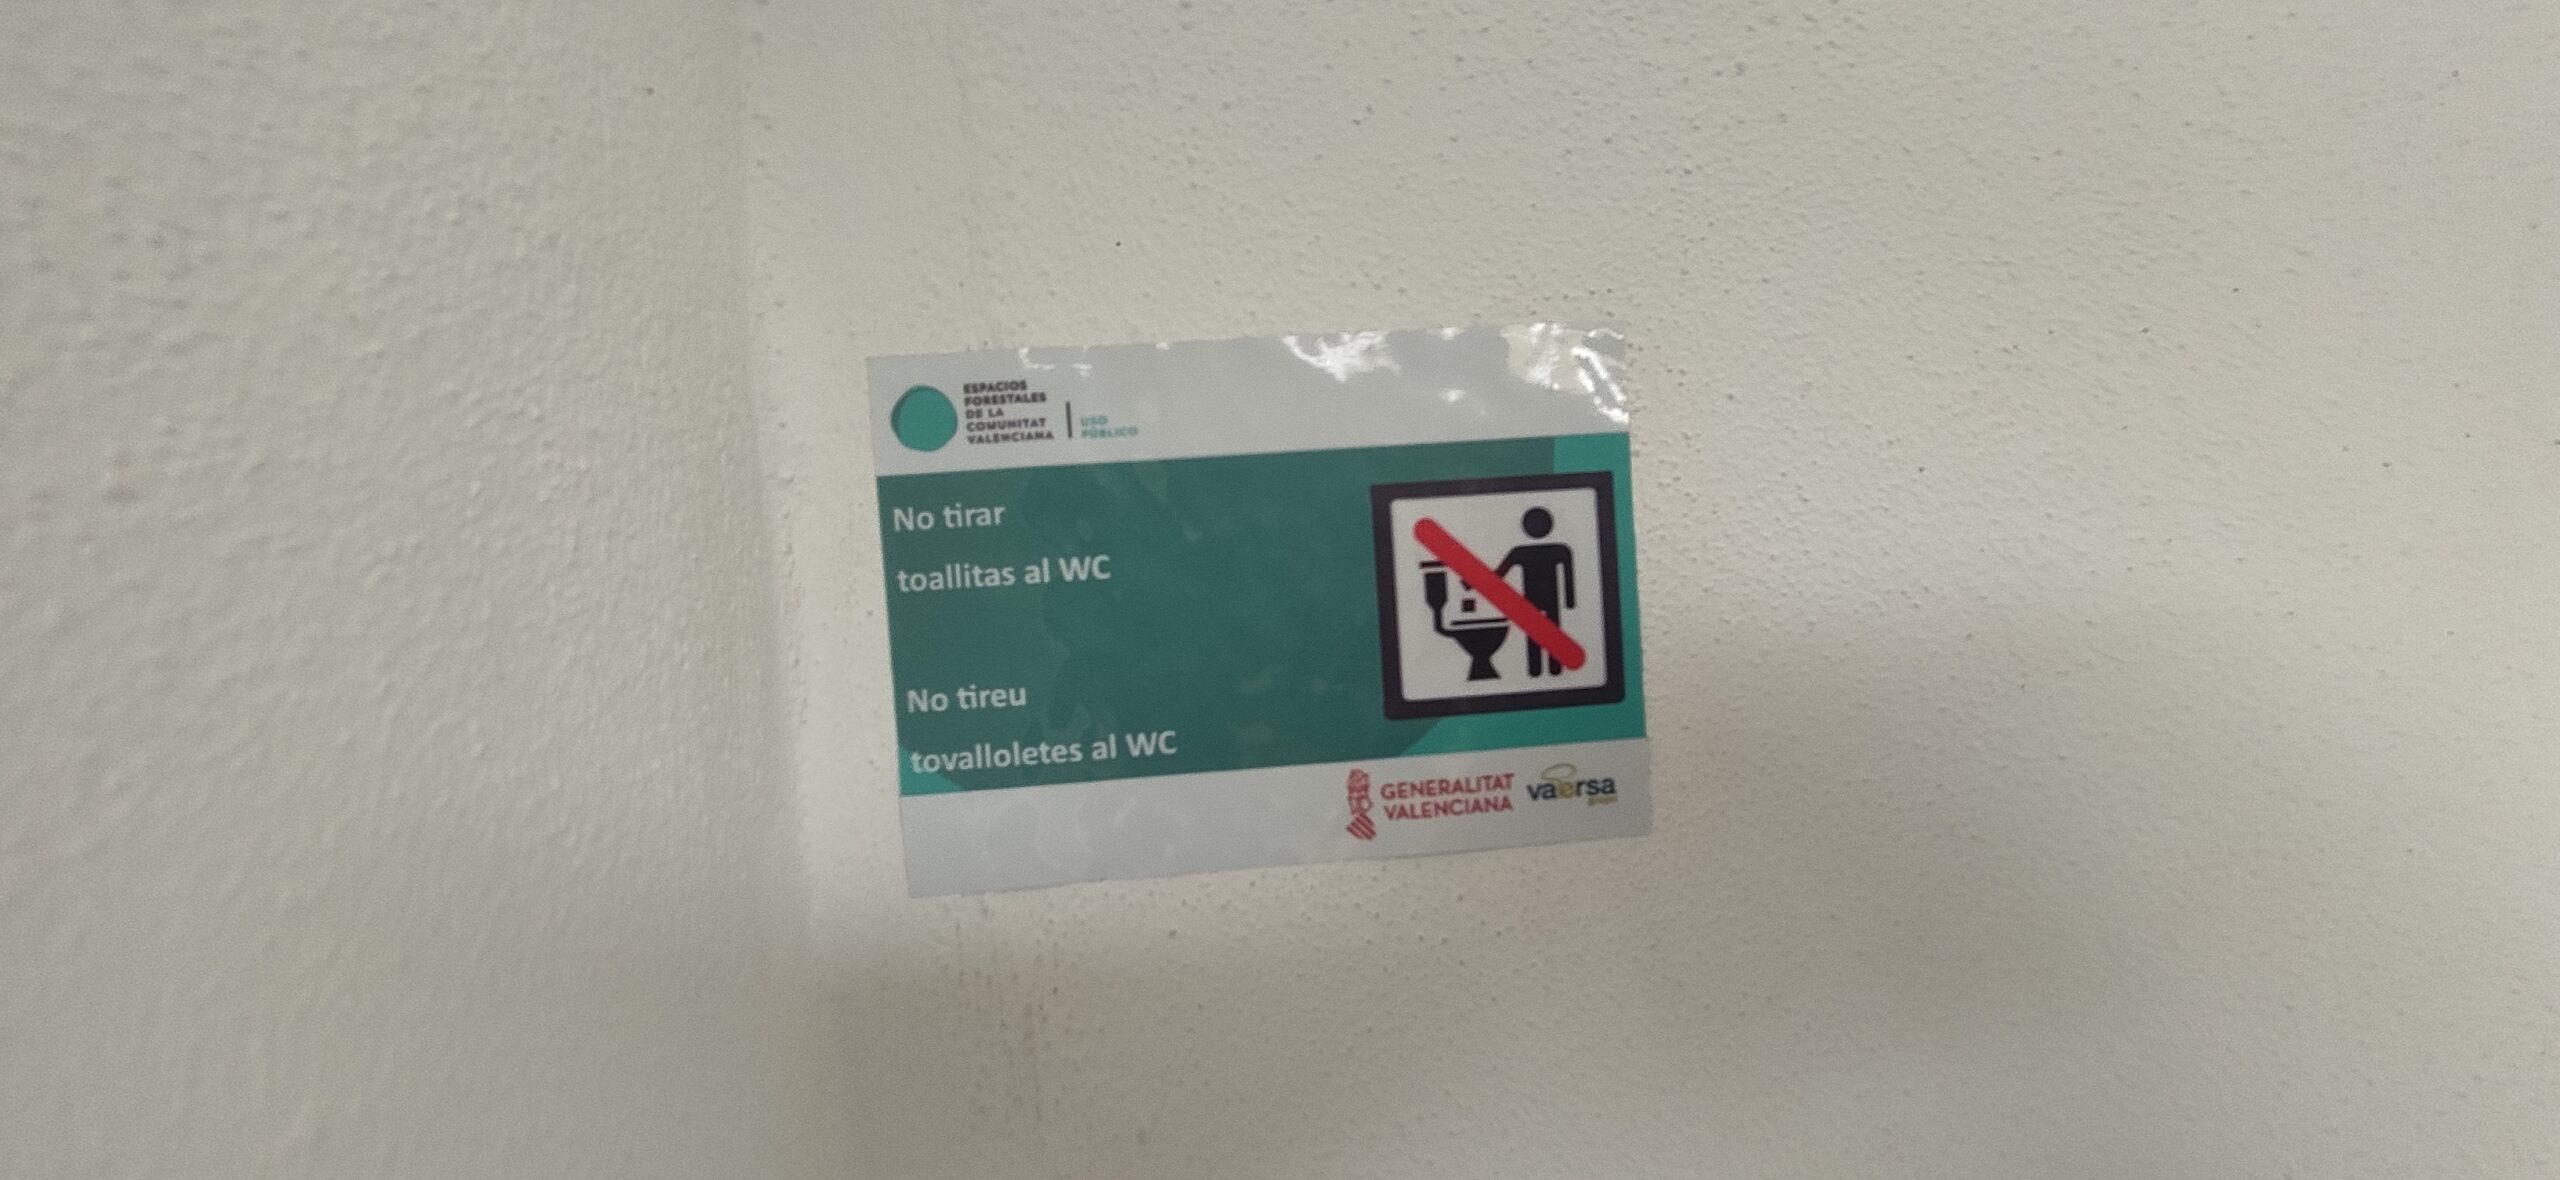 ESPACIOS
FORESTALES
DE LA
COMUNITAT
VALENCIANA
USO
PÚBLICO
No tirar
toallitas al WC
No tireu
tovalloletes al WC
GENERALITAT
VALENCIANA
vaersa